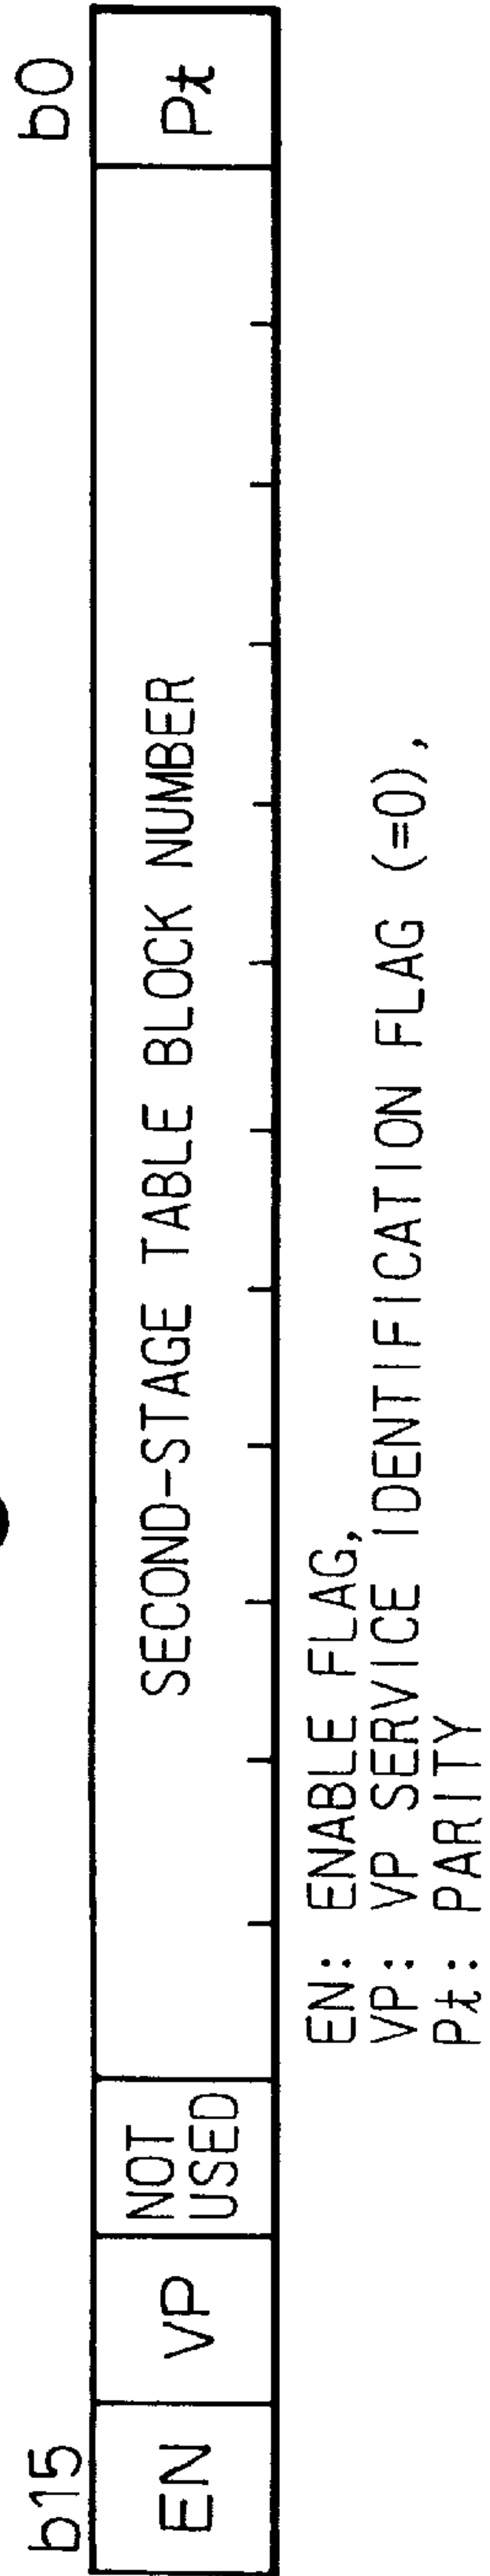 b15
b0
EN
VP
NOT
USED
SECOND-STAGE TABLE BLOCK NUMBER
Pt
EN: ENABLE FLAG,
VP: VP SERVICE IDENTIFICATION FLAG (=0),
Pt: PARITY